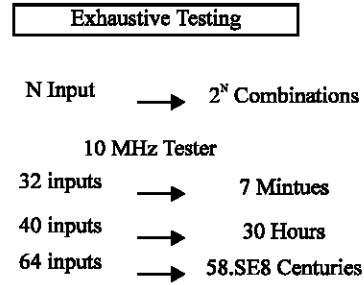 Exhaustive Testing
N Input → 2ᴺ Combinations
10 MHz Tester
32 inputs → 7 Mintues
40 inputs → 30 Hours
64 inputs → 58.SE8 Centuries